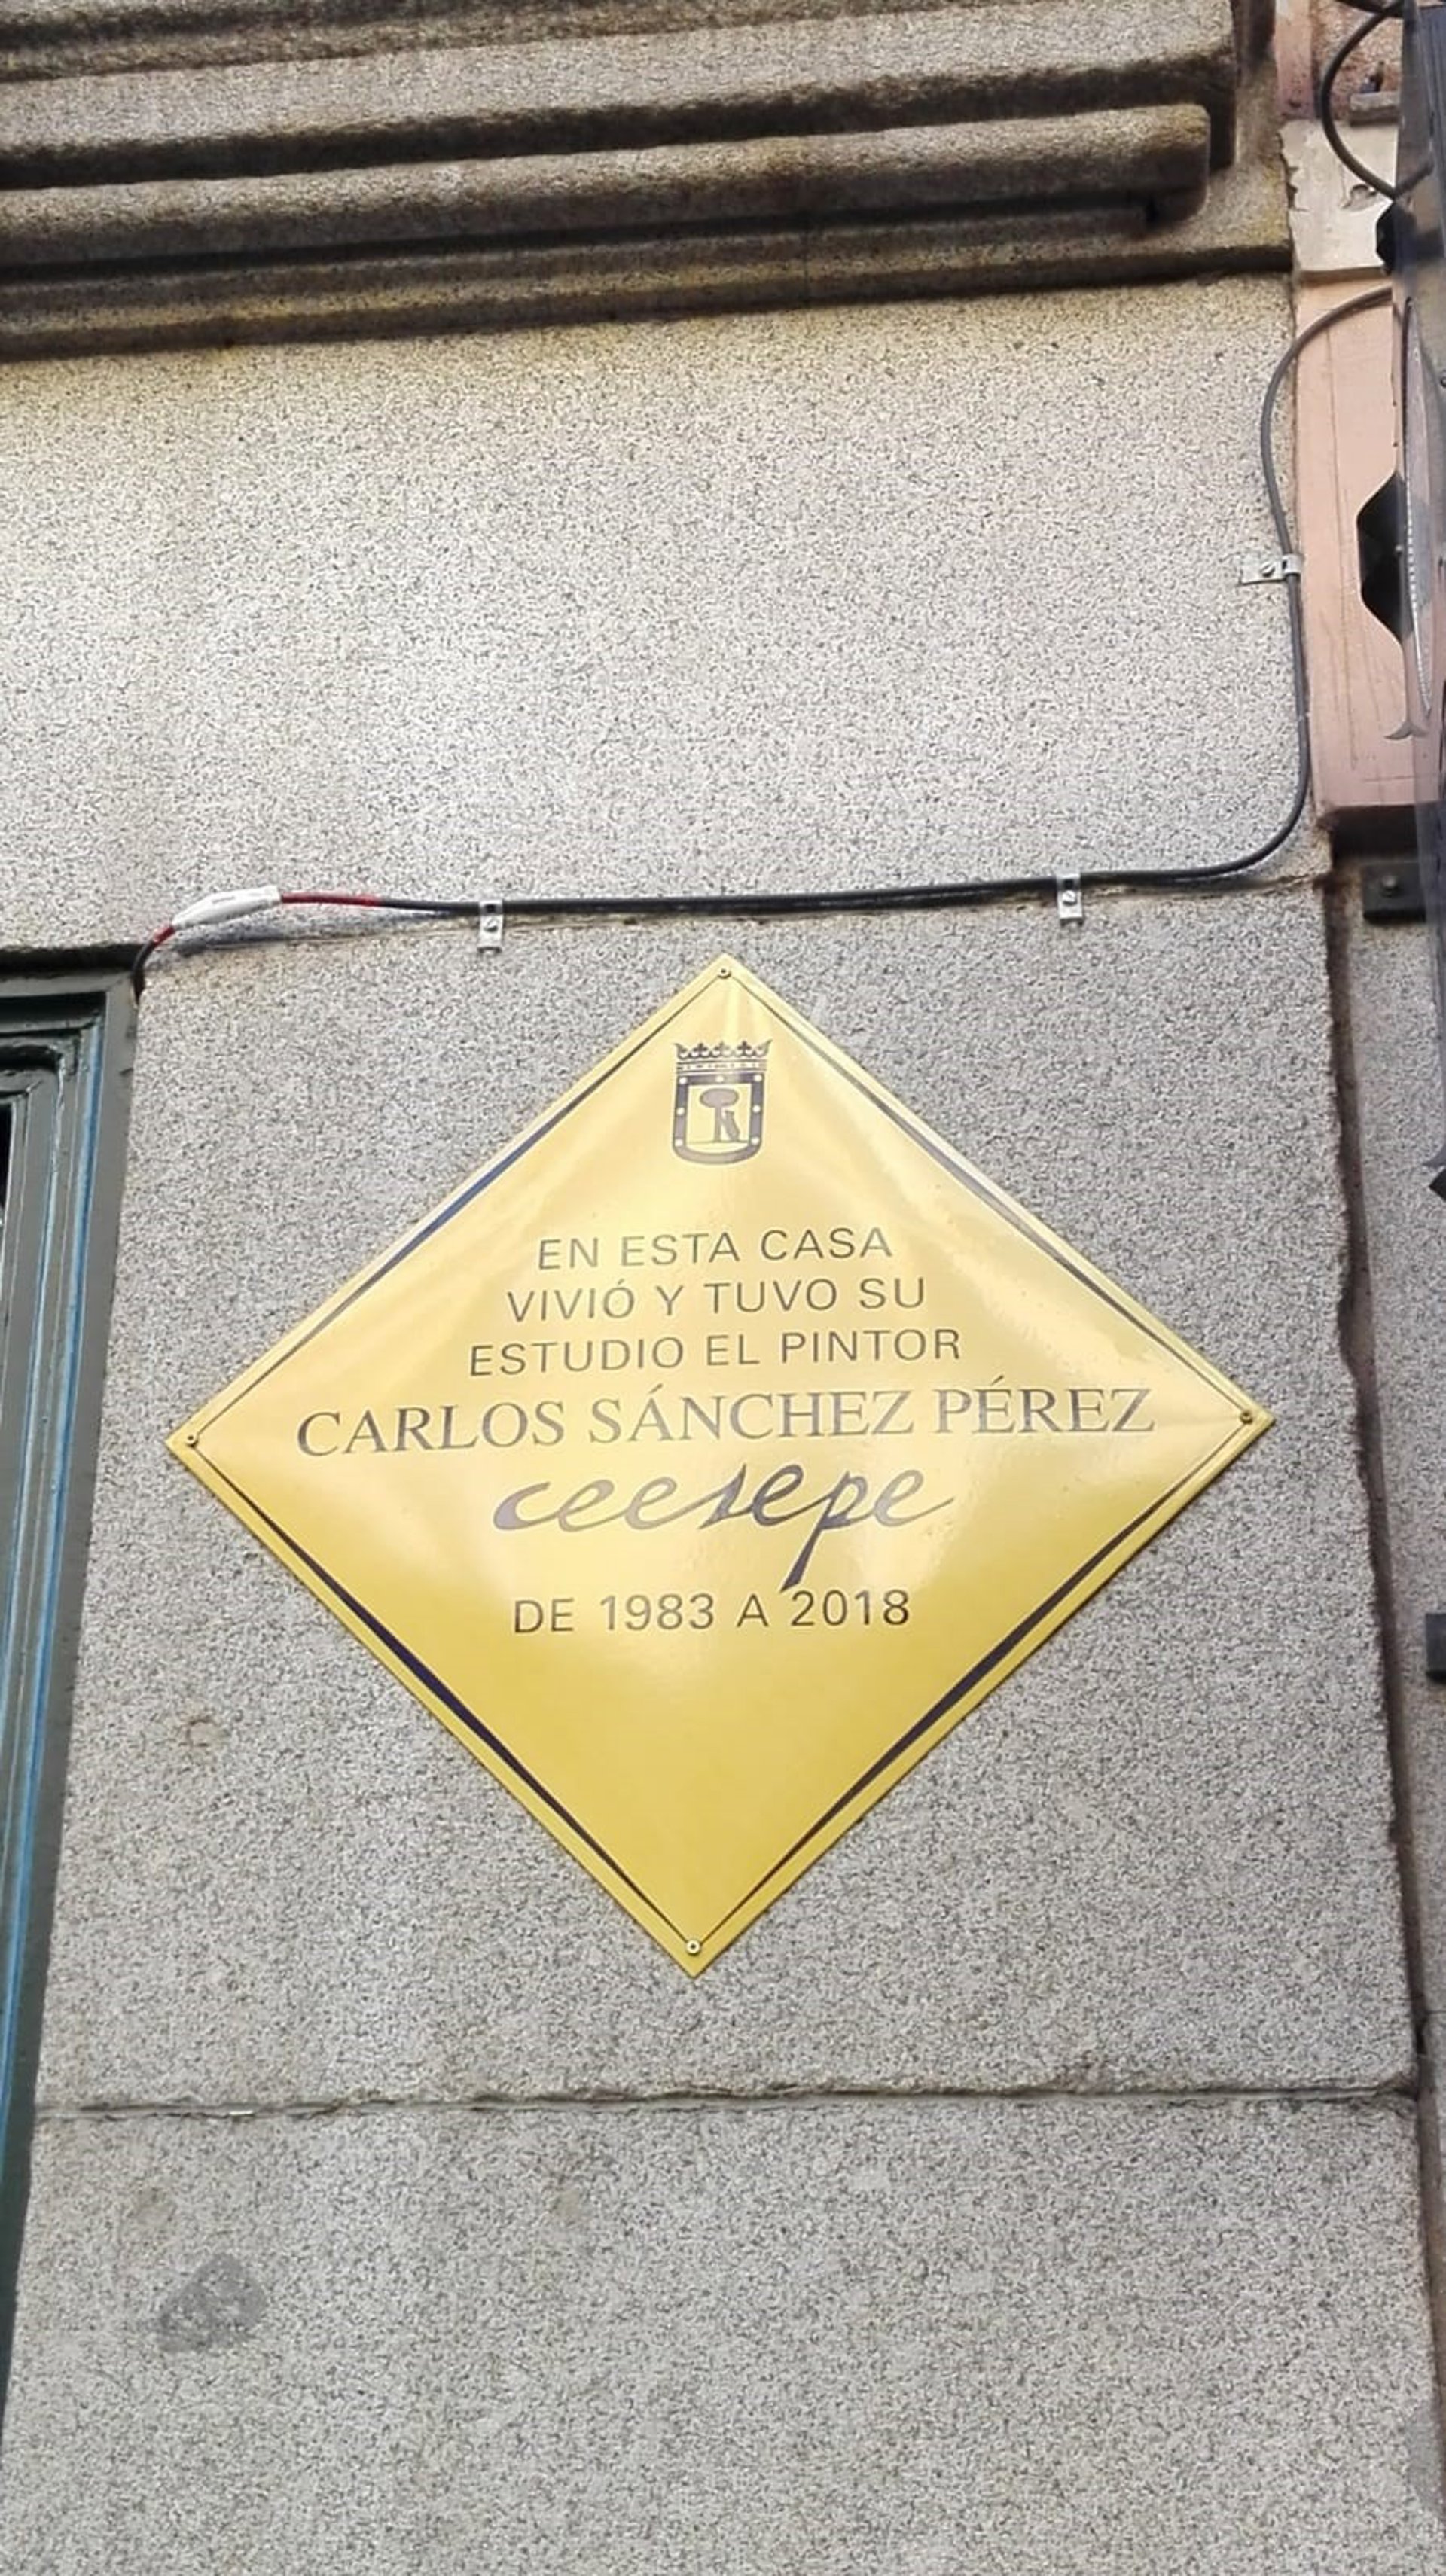 EN ESTA CASA
VIVIÓ Y TUVO SU
ESTUDIO EL PINTOR
CARLOS SÁNCHEZ PÉREZ
ceesepe
DE 1983 A 2018